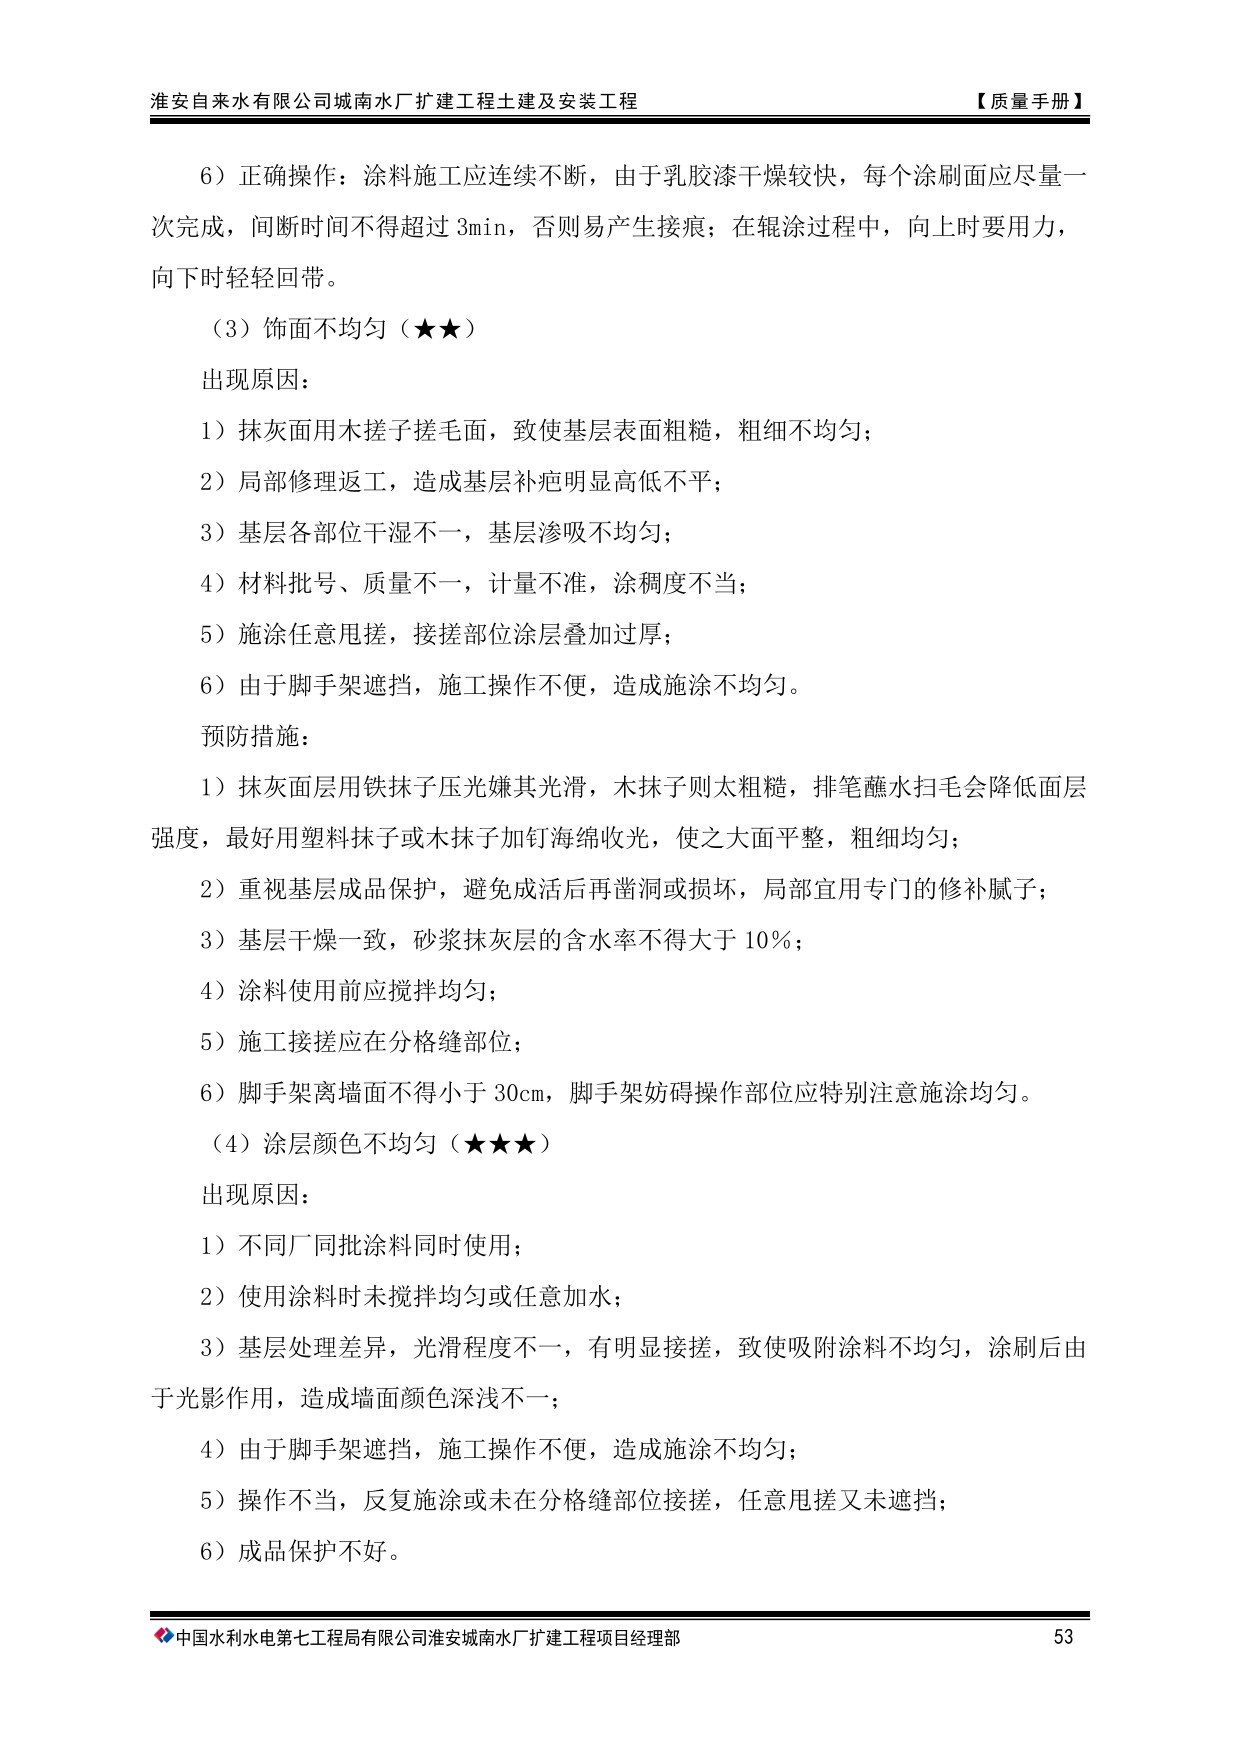 淮安自来水有限公司城南水厂扩建工程土建及安装工程 【质量手册】
6）正确操作：涂料施工应连续不断，由于乳胶漆干燥较快，每个涂刷面应尽量一
次完成，间断时间不得超过 3min，否则易产生接痕；在辊涂过程中，向上时要用力，
向下时轻轻回带。
（3）饰面不均匀（★★）
出现原因：
1）抹灰面用木搓子搓毛面，致使基层表面粗糙，粗细不均匀；
2）局部修理返工，造成基层补疤明显高低不平；
3）基层各部位干湿不一，基层渗吸不均匀；
4）材料批号、质量不一，计量不准，涂稠度不当；
5）施涂任意甩搓，接搓部位涂层叠加过厚；
6）由于脚手架遮挡，施工操作不便，造成施涂不均匀。
预防措施：
1）抹灰面层用铁抹子压光嫌其光滑，木抹子则太粗糙，排笔蘸水扫毛会降低面层
强度，最好用塑料抹子或木抹子加钉海绵收光，使之大面平整，粗细均匀；
2）重视基层成品保护，避免成活后再凿洞或损坏，局部宜用专门的修补腻子；
3）基层干燥一致，砂浆抹灰层的含水率不得大于 10％；
4）涂料使用前应搅拌均匀；
5）施工接搓应在分格缝部位；
6）脚手架离墙面不得小于 30cm，脚手架妨碍操作部位应特别注意施涂均匀。
（4）涂层颜色不均匀（★★★）
出现原因：
1）不同厂同批涂料同时使用；
2）使用涂料时未搅拌均匀或任意加水；
3）基层处理差异，光滑程度不一，有明显接搓，致使吸附涂料不均匀，涂刷后由
于光影作用，造成墙面颜色深浅不一；
4）由于脚手架遮挡，施工操作不便，造成施涂不均匀；
5）操作不当，反复施涂或未在分格缝部位接搓，任意甩搓又未遮挡；
6）成品保护不好。
中国水利水电第七工程局有限公司淮安城南水厂扩建工程项目经理部 53